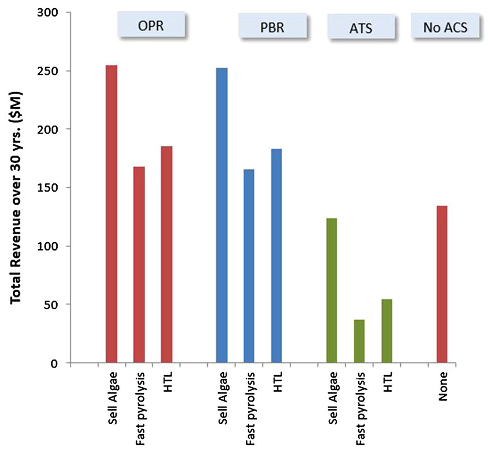 300
250
200
150
100
50
0
Total Revenue over 30 yrs. ($M)
OPR
PBR
ATS
No ACS
Sell Algae
Fast pyrolysis
HTL
Sell Algae
Fast pyrolysis
HTL
Sell Algae
Fast pyrolysis
HTL
None